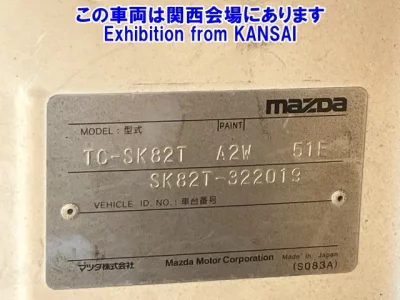 この車両は関西会場にあります
Exhibition from KANSAI
mazda
MODEL: 型式 PAINT
TC-SK82T A2W 51E
SK82T-322019
VEHICLE ID. NO.: 車台番号
マツダ株式会社 Mazda Motor Corporation Made in Japan
(S083A)